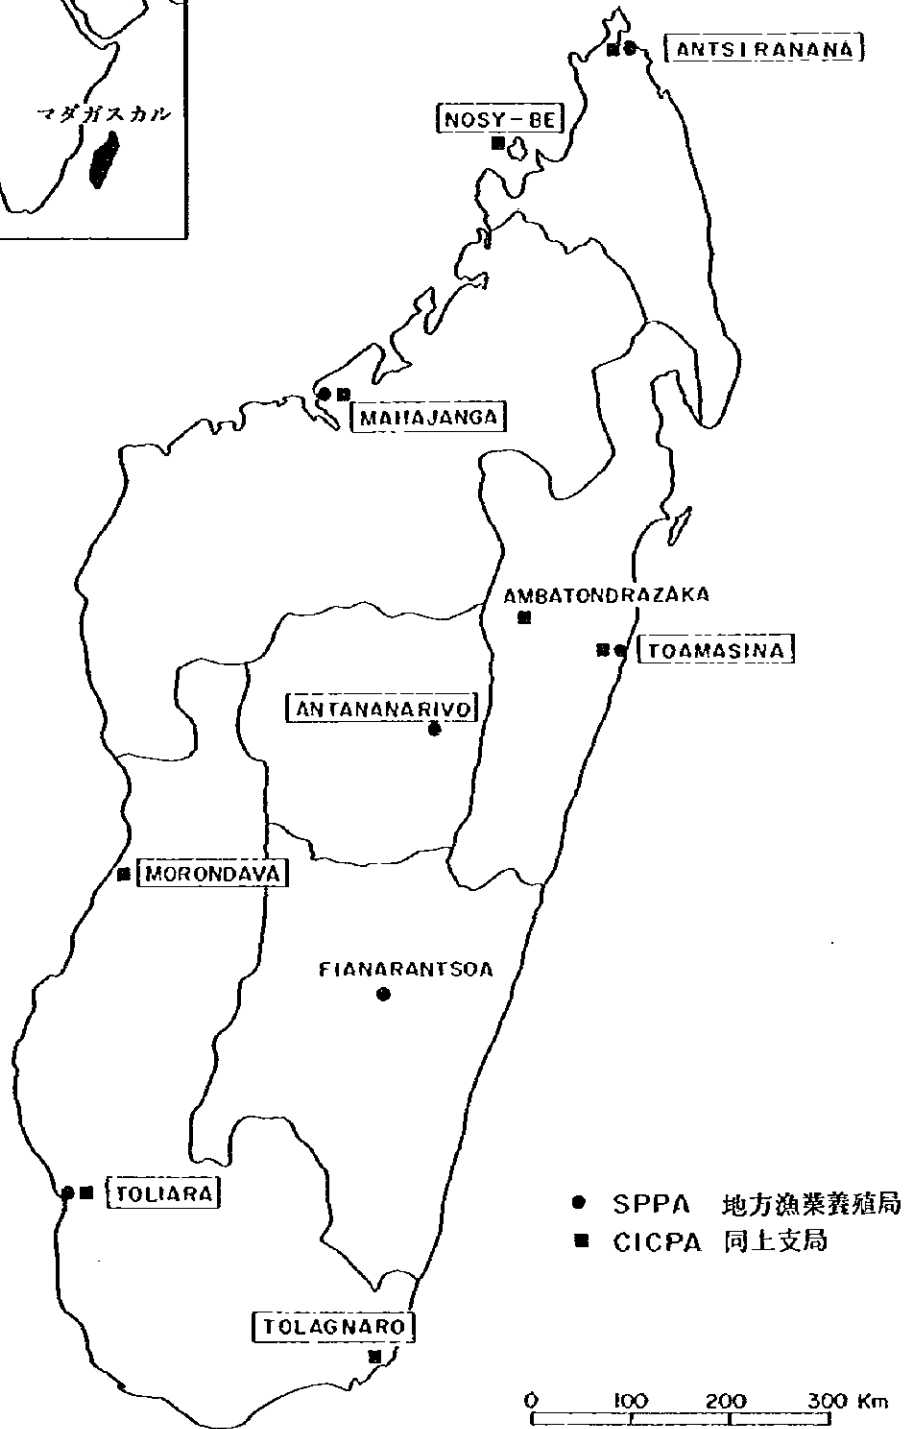 マダガスカル
ANTSIRANANA
NOSY-BE
MAHAJANGA
AMBATONDRAZAKA
TOAMASINA
ANTANANARIVO
MORONDAVA
FIANARANTSOA
TOLIARA
● SPPA 地方漁業養殖局
■ CICPA 同上支局
TOLAGNARO
0 100 200 300 Km